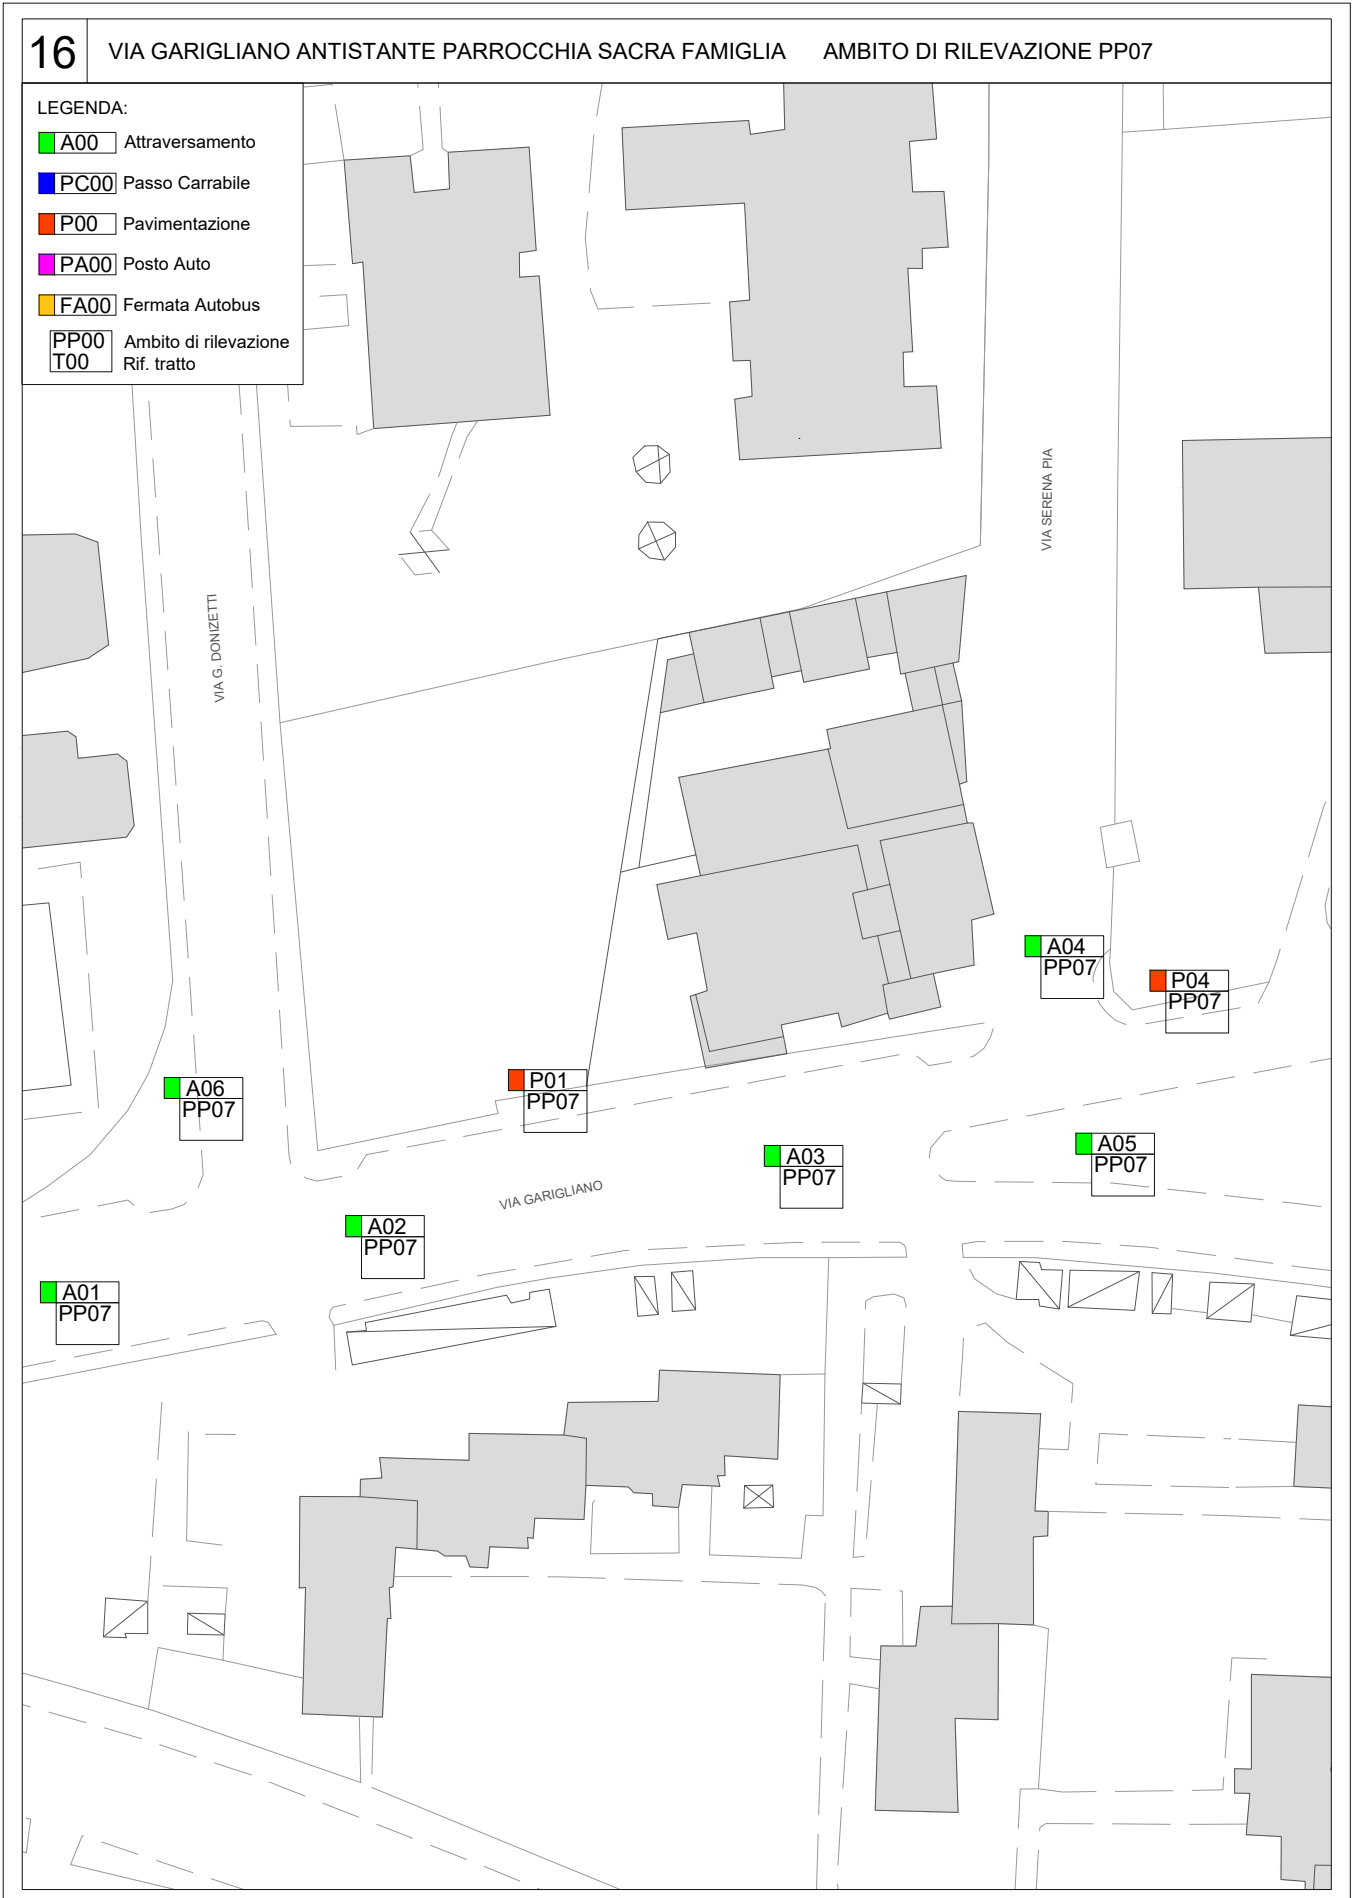 16
VIA GARIGLIANO ANTISTANTE PARROCCHIA SACRA FAMIGLIA AMBITO DI RILEVAZIONE PP07
LEGENDA:
A00 Attraversamento
PC00 Passo Carrabile
P00 Pavimentazione
PA00 Posto Auto
FA00 Fermata Autobus
PP00 Ambito di rilevazione
T00 Rif. tratto
VIA SERENA PIA
VIA G. DONIZETTI
A04
PP07
P04
PP07
P01
PP07
A06
PP07
A05
PP07
A03
PP07
VIA GARIGLIANO
A02
PP07
A01
PP07